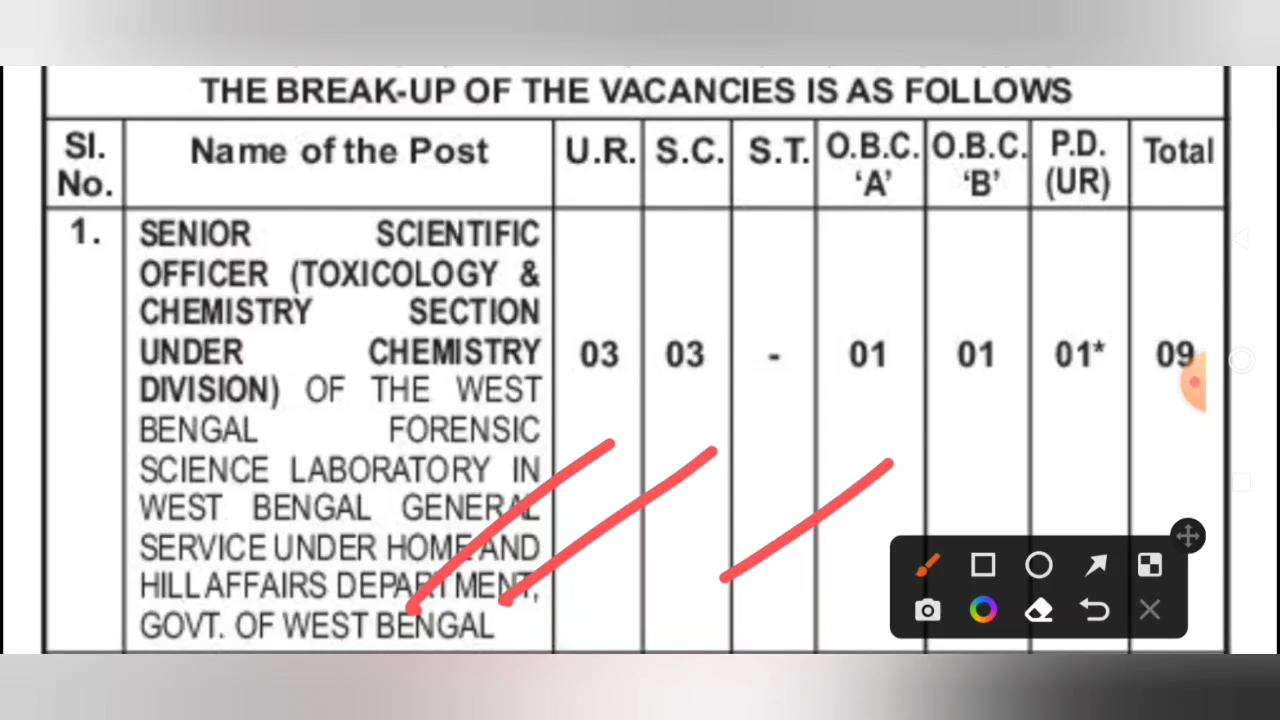 THE BREAK-UP OF THE VACANCIES IS AS FOLLOWS
Sl. No. Name of the Post U.R. S.C. S.T. O.B.C. 'A' O.B.C. 'B' P.D. (UR) Total
1. SENIOR SCIENTIFIC
OFFICER (TOXICOLOGY &
CHEMISTRY SECTION
UNDER CHEMISTRY
DIVISION) OF THE WEST
BENGAL FORENSIC
SCIENCE LABORATORY IN
WEST BENGAL GENERAL
SERVICE UNDER HOME AND
HILL AFFAIRS DEPARTMENT,
GOVT. OF WEST BENGAL
03 03 - 01 01 01* 09